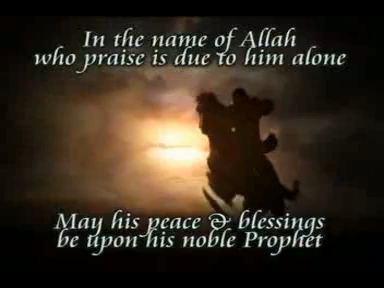 In the name of Allah
who praise is due to him alone
May his peace & blessings
be upon his noble Prophet